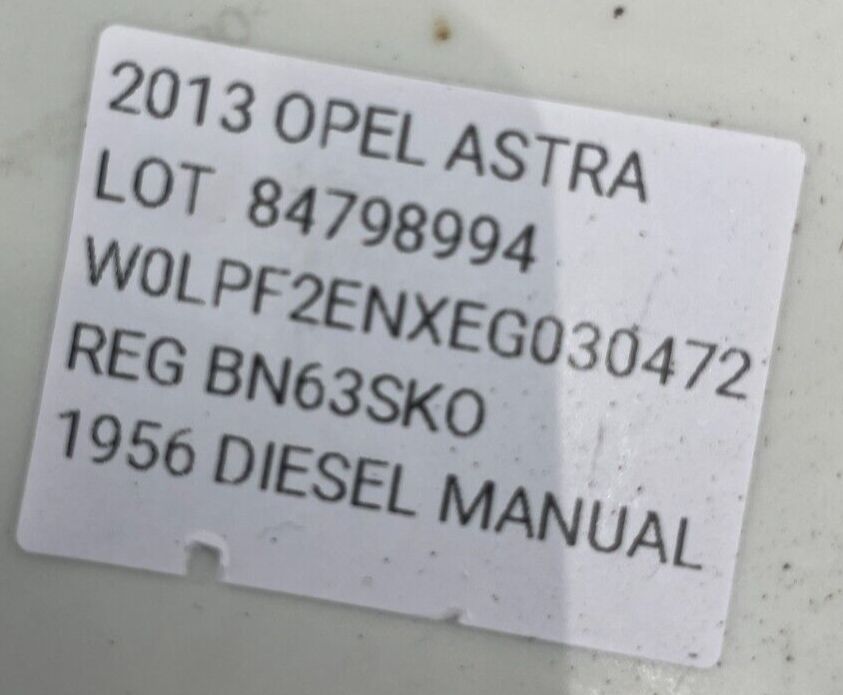 2013 OPEL ASTRA
LOT 84798994
W0LPF2ENXEG030472
REG BN63SKO
1956 DIESEL MANUAL